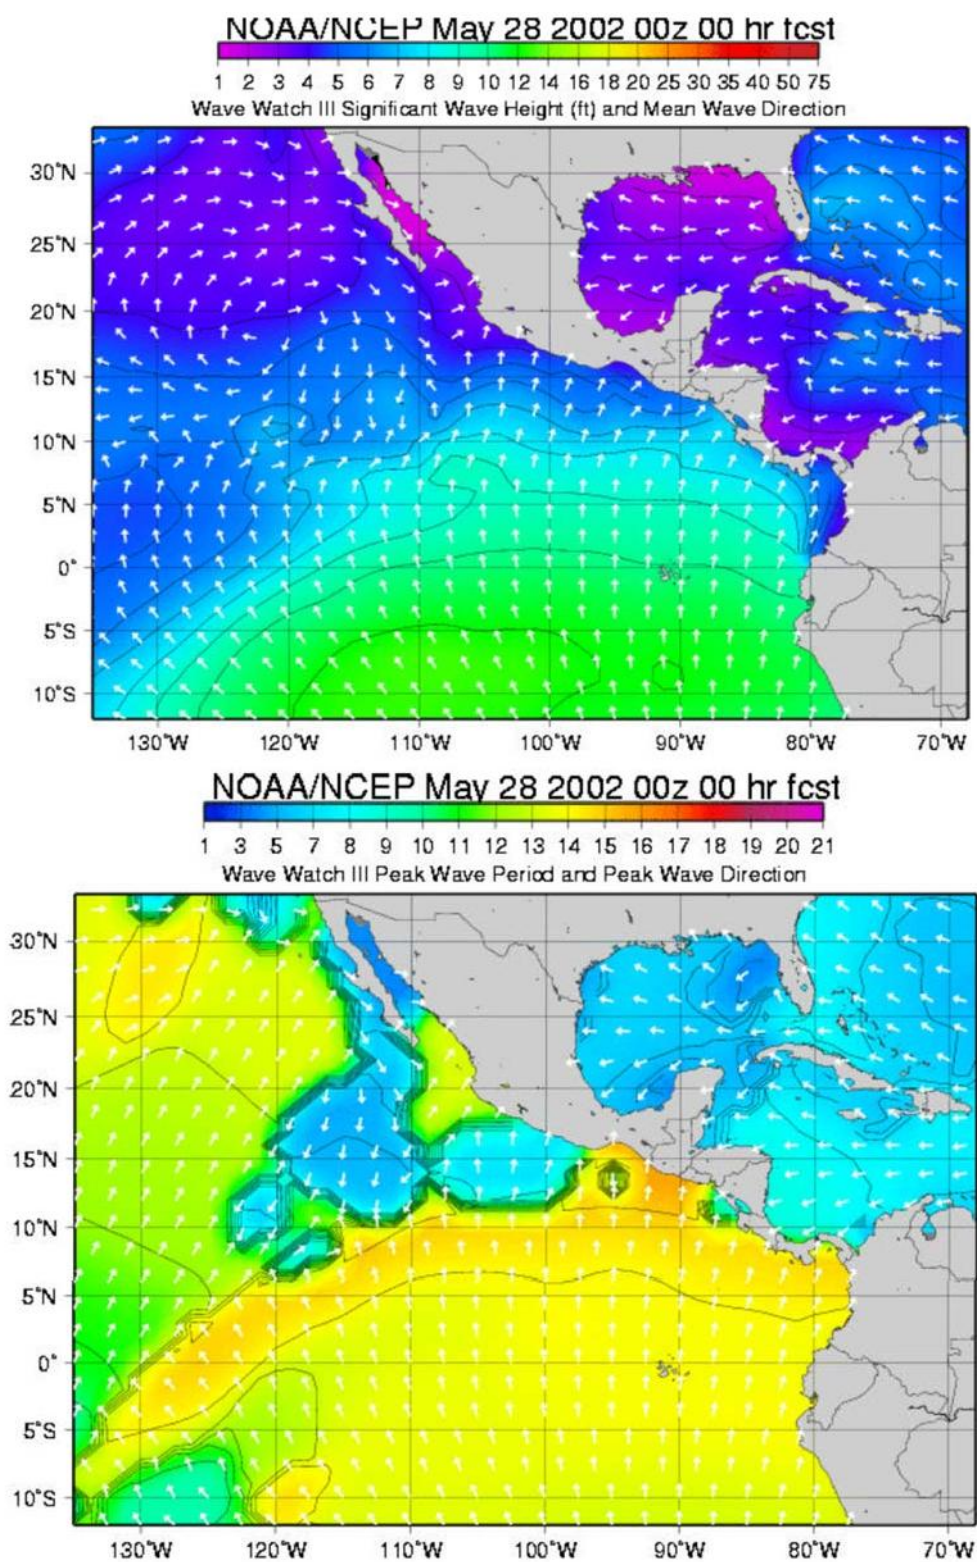 NOAA/NCEP May 28 2002 00z 00 hr fcst
1 2 3 4 5 6 7 8 9 10 12 14 16 18 20 25 30 35 40 50 75
Wave Watch III Significant Wave Height (ft) and Mean Wave Direction
30°N
25°N
20°N
15°N
10°N
5°N
0°
5°S
10°S
130°W 120°W 110°W 100°W 90°W 80°W 70°W
NOAA/NCEP May 28 2002 00z 00 hr fcst
1 3 5 7 8 9 10 11 12 13 14 15 16 17 18 19 20 21
Wave Watch III Peak Wave Period and Peak Wave Direction
30°N
25°N
20°N
15°N
10°N
5°N
0°
5°S
10°S
130°W 120°W 110°W 100°W 90°W 80°W 70°W